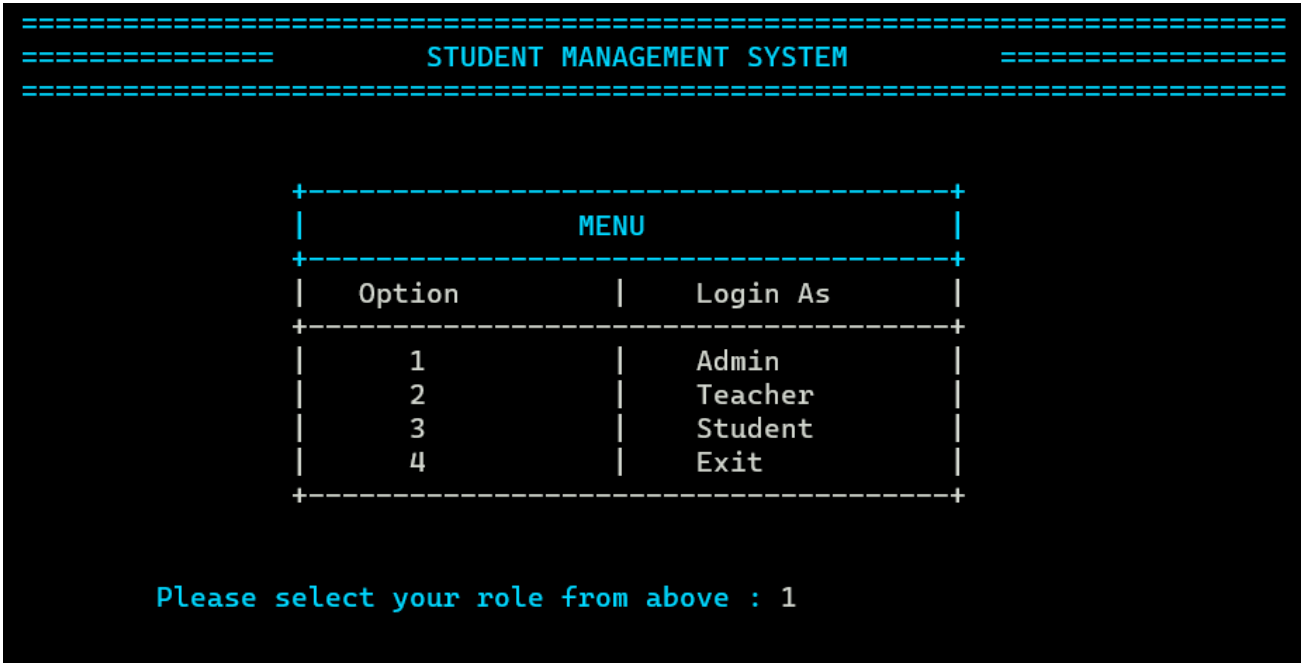 ===========================================================================
===============         STUDENT MANAGEMENT SYSTEM         =================
===========================================================================
+--------------------------------------+
|                MENU                  |
+--------------------------------------+
|   Option         |    Login As       |
+--------------------------------------+
|      1           |    Admin          |
|      2           |    Teacher        |
|      3           |    Student        |
|      4           |    Exit           |
+--------------------------------------+
Please select your role from above : 1